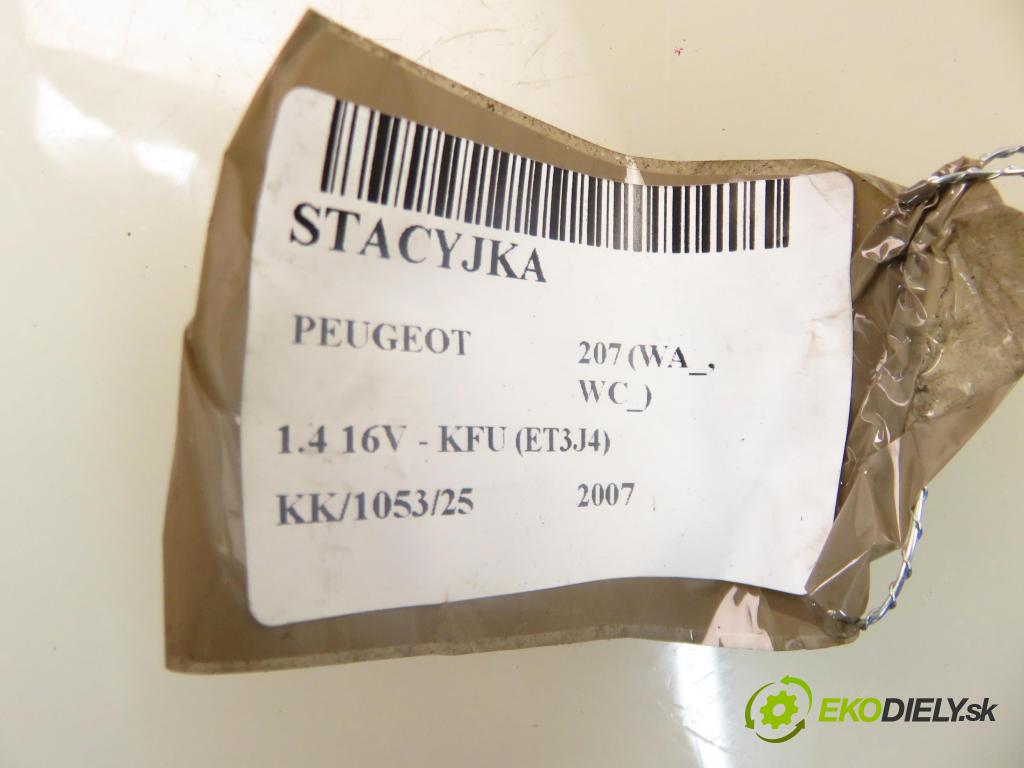 STACYJKA
PEUGEOT 207 (WA_,
WC_)
1.4 16V - KFU (ET3J4)
KK/1053/25 2007
EKODIELY.sk